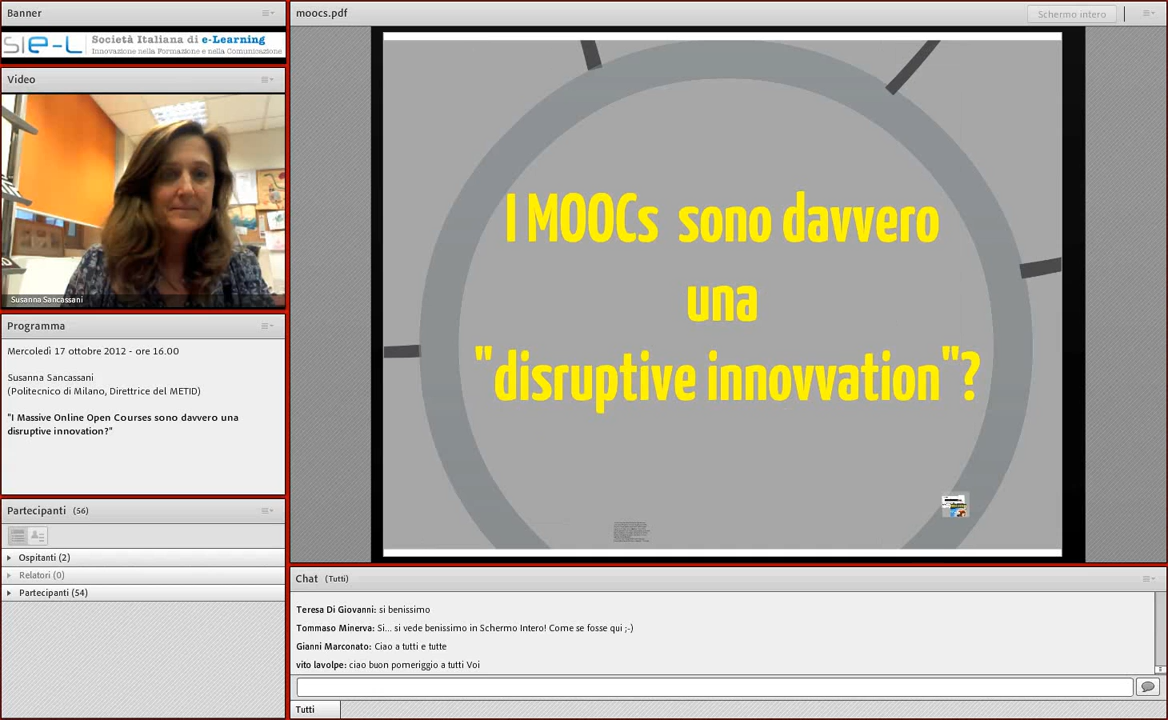 Banner
sie-L
Società Italiana di e-Learning
Innovazione nella Formazione e nella Comunicazione
Video
Susanna Sancassani
Programma
Mercoledì 17 ottobre 2012 - ore 16.00
Susanna Sancassani
(Politecnico di Milano, Direttrice del METID)
"I Massive Online Open Courses sono davvero una
disruptive innovation?"
Partecipanti (56)
Ospitanti (2)
Relatori (0)
Partecipanti (54)
moocs.pdf
Schermo intero
I MOOCs sono davvero
una
"disruptive innovvation"?
Chat (Tutti)
Teresa Di Giovanni: si benissimo
Tommaso Minerva: Si... si vede benissimo in Schermo Intero! Come se fosse qui ;-)
Gianni Marconato: Ciao a tutti e tutte
vito lavolpe: ciao buon pomeriggio a tutti Voi
Tutti